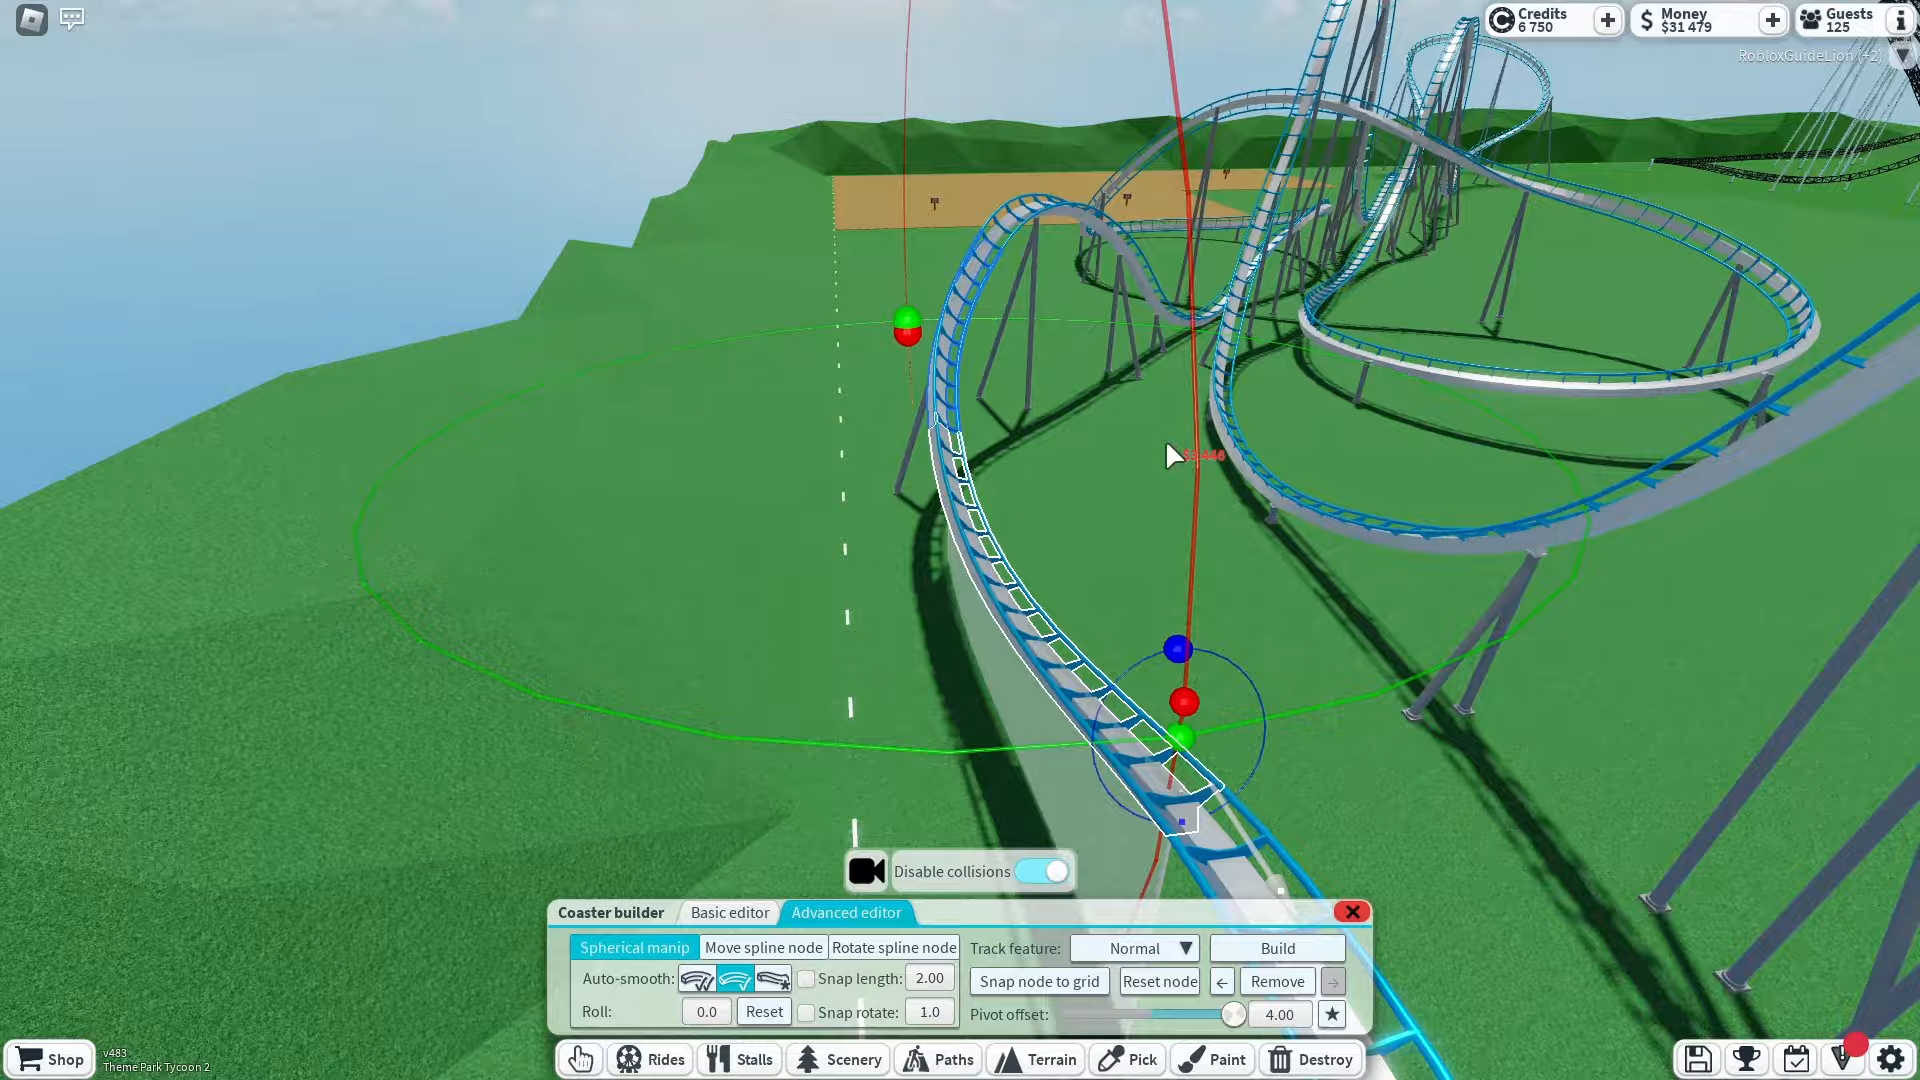 Credits
6 750
Money
$31 479
Guests
125
RobloxGuideLion (+2)
Disable collisions
Coaster builder
Basic editor
Advanced editor
Spherical manip
Move spline node
Rotate spline node
Track feature:
Normal
Build
Auto-smooth:
Snap length:
2.00
Snap node to grid
Reset node
Remove
Roll:
0.0
Reset
Snap rotate:
1.0
Pivot offset:
4.00
Shop
v483
Theme Park Tycoon 2
Rides
Stalls
Scenery
Paths
Terrain
Pick
Paint
Destroy